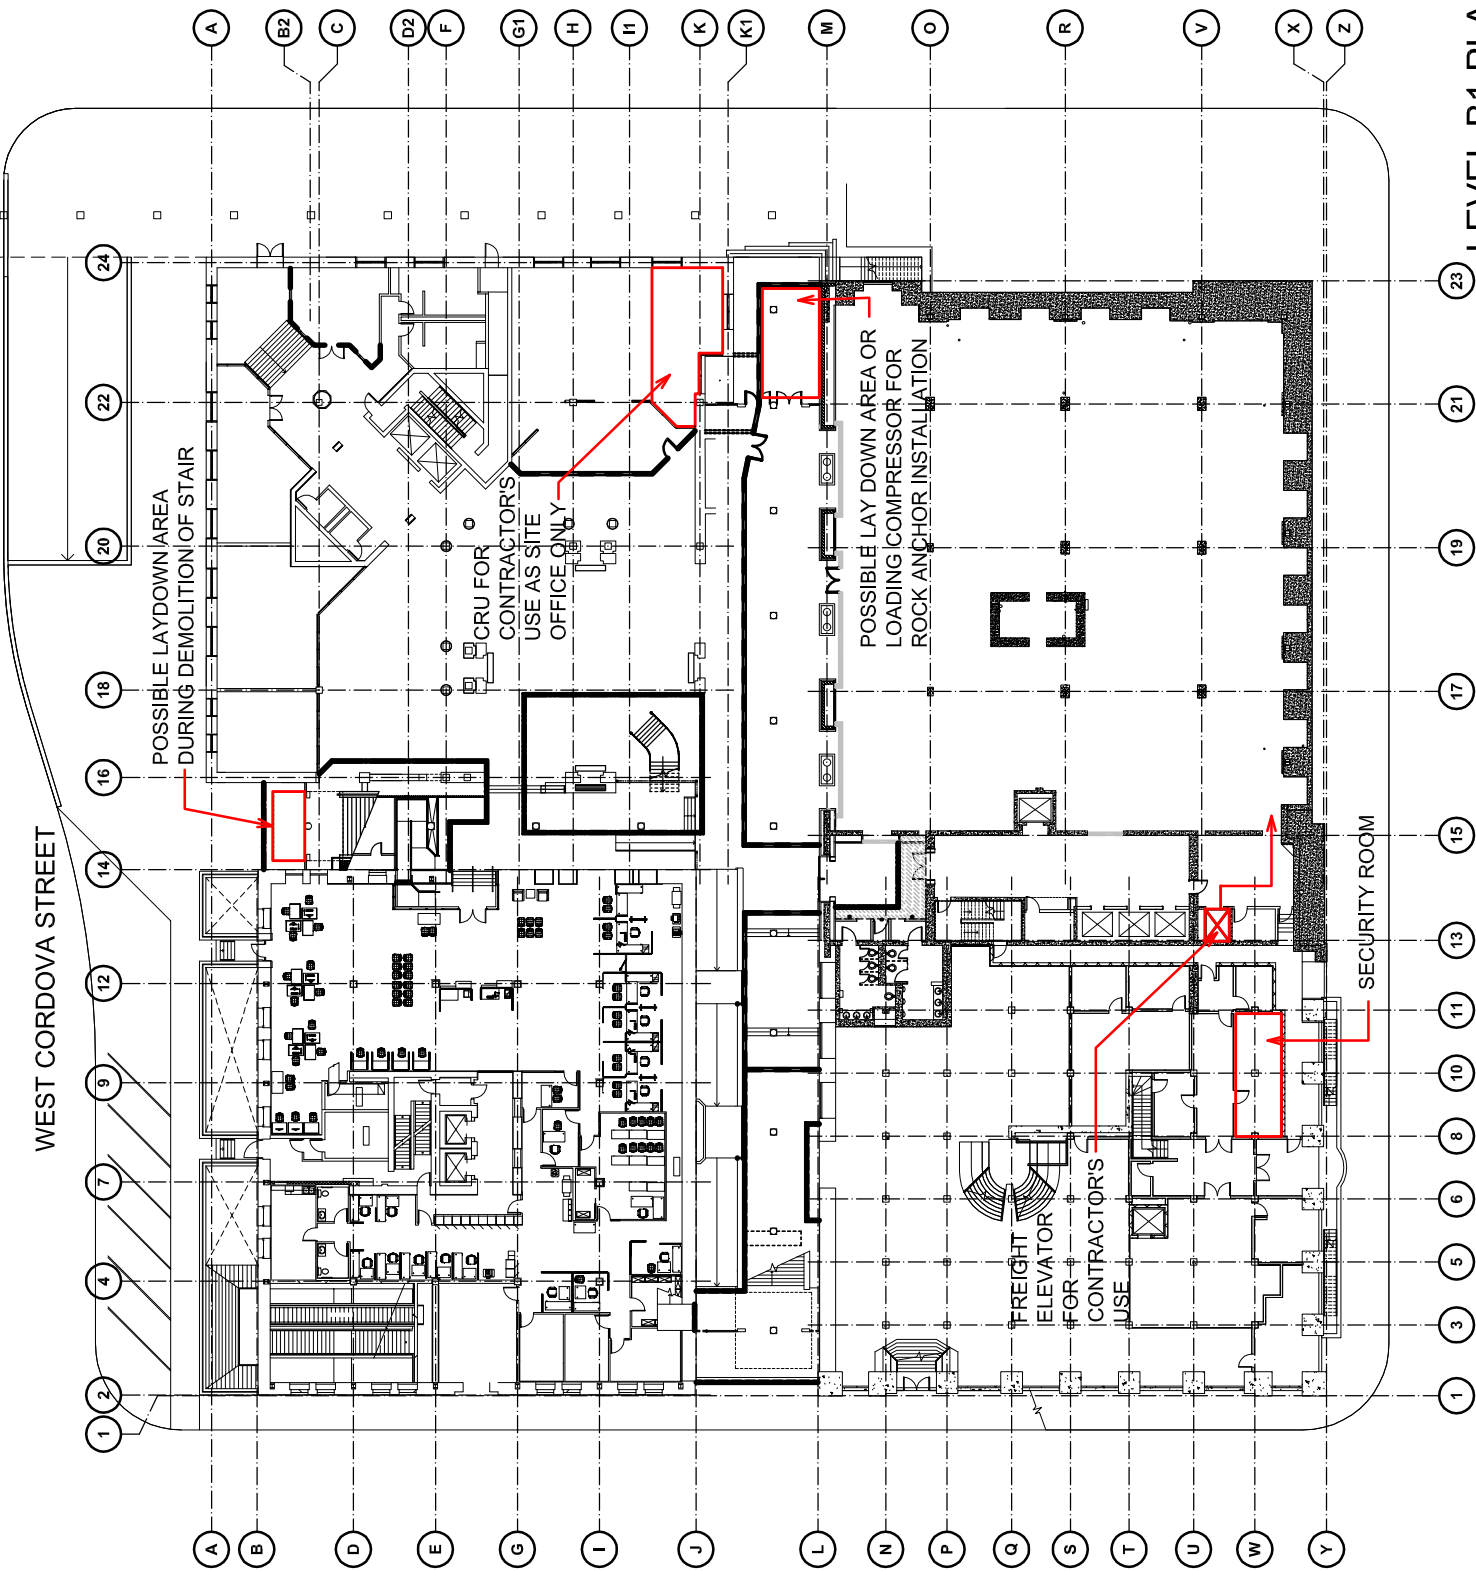 A
B2
C
D2
F
G1
H
I1
K
K1
M
O
R
V
X
Z
24
22
20
18
16
14
12
9
7
4
2
1
23
21
19
17
15
13
11
10
8
6
5
3
1
A
B
D
E
G
I
J
L
N
P
Q
S
T
U
W
Y
WEST CORDOVA STREET
POSSIBLE LAYDOWN AREA
DURING DEMOLITION OF STAIR
CRU FOR
CONTRACTOR'S
USE AS SITE
OFFICE ONLY
POSSIBLE LAY DOWN AREA OR
LOADING COMPRESSOR FOR
ROCK ANCHOR INSTALLATION
FREIGHT
ELEVATOR
FOR
CONTRACTOR'S
USE
SECURITY ROOM
LEVEL P1 PLA